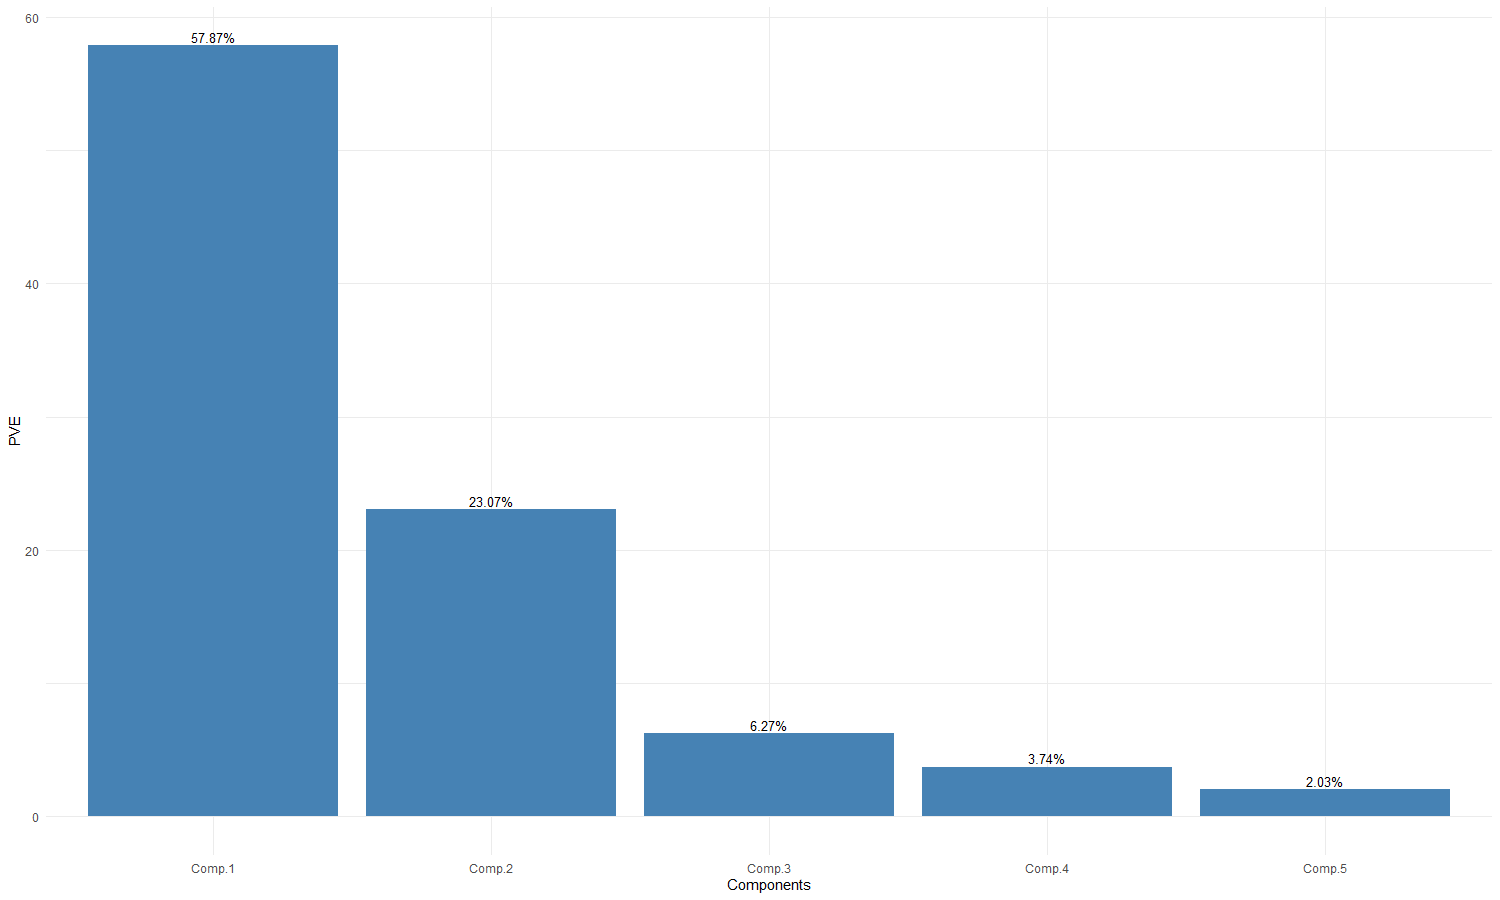 60
57.87%
40
PVE
23.07%
20
6.27%
3.74%
2.03%
0
Comp.1
Comp.2
Comp.3
Comp.4
Comp.5
Components